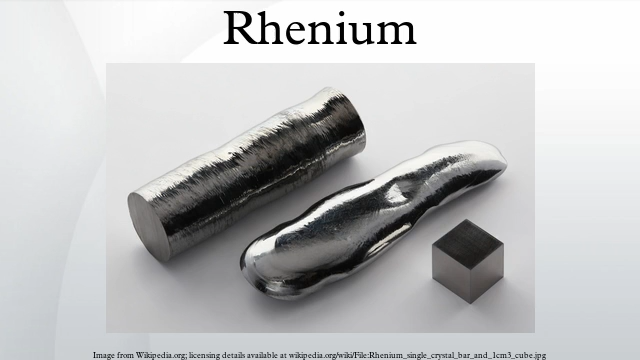 Rhenium
Image from Wikipedia.org; licensing details available at wikipedia.org/wiki/File:Rhenium_single_crystal_bar_and_1cm3_cube.jpg